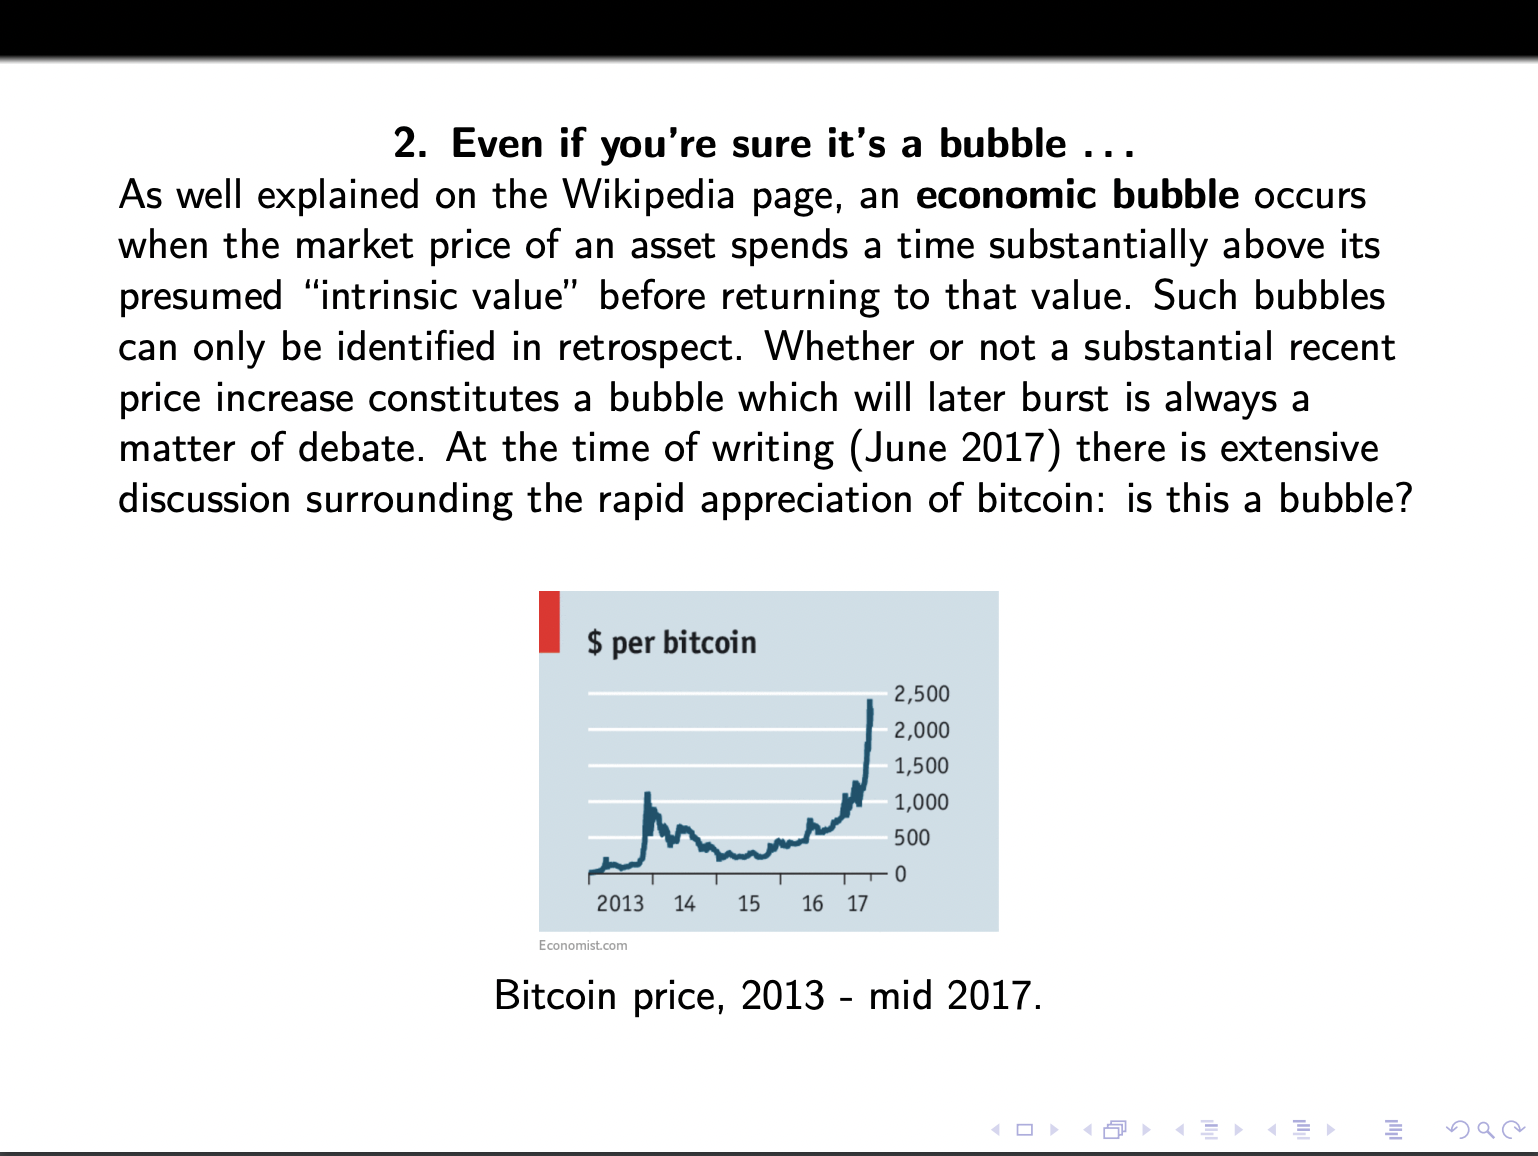 2. Even if you're sure it's a bubble . . .
As well explained on the Wikipedia page, an economic bubble occurs
when the market price of an asset spends a time substantially above its
presumed “intrinsic value” before returning to that value. Such bubbles
can only be identified in retrospect. Whether or not a substantial recent
price increase constitutes a bubble which will later burst is always a
matter of debate. At the time of writing (June 2017) there is extensive
discussion surrounding the rapid appreciation of bitcoin: is this a bubble?
$ per bitcoin
2,500
2,000
1,500
1,000
500
0
2013 14 15 16 17
Economist.com
Bitcoin price, 2013 - mid 2017.